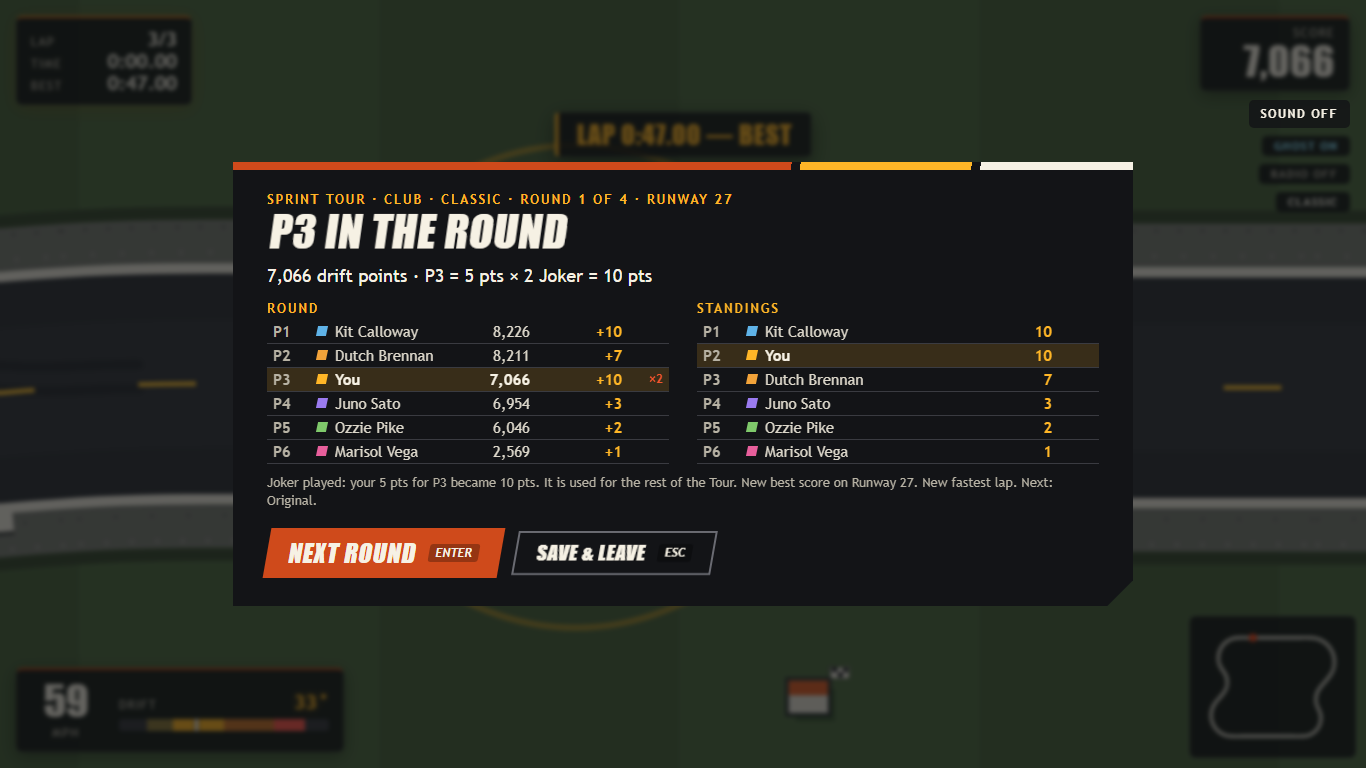 LAP 3/3
TIME 0:00.00
BEST 0:47.00
SCORE
7,066
SOUND OFF
GHOST ON
RADIO OFF
CLASSIC
LAP 0:47.00 — BEST
SPRINT TOUR · CLUB · CLASSIC · ROUND 1 OF 4 · RUNWAY 27
P3 IN THE ROUND
7,066 drift points · P3 = 5 pts × 2 Joker = 10 pts
ROUND
P1 Kit Calloway 8,226 +10
P2 Dutch Brennan 8,211 +7
P3 You 7,066 +10 ×2
P4 Juno Sato 6,954 +3
P5 Ozzie Pike 6,046 +2
P6 Marisol Vega 2,569 +1
STANDINGS
P1 Kit Calloway 10
P2 You 10
P3 Dutch Brennan 7
P4 Juno Sato 3
P5 Ozzie Pike 2
P6 Marisol Vega 1
Joker played: your 5 pts for P3 became 10 pts. It is used for the rest of the Tour. New best score on Runway 27. New fastest lap. Next:
Original.
NEXT ROUND ENTER
SAVE & LEAVE ESC
59
MPH
DRIFT 33°